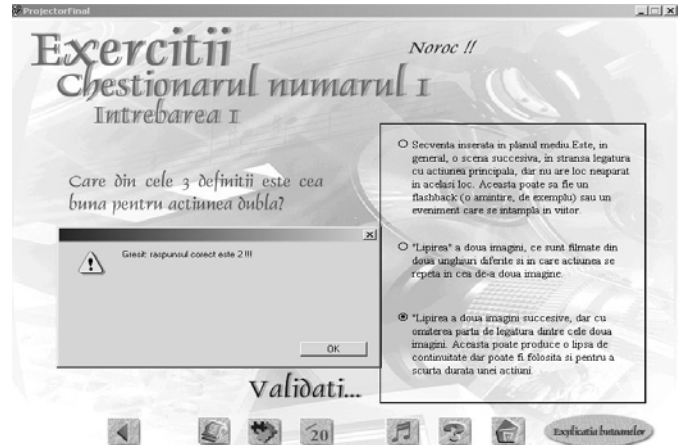 ProjectorFinal
Exercitii
Noroc !!
Chestionarul numarul 1
Intrebarea 1
Care din cele 3 definitii este cea
buna pentru actiunea dubla?
Gresit: raspunsul corect este 2 !!!
OK
Validati...
Secventa inserata in planul mediu.Este, in
general, o scena succesiva, in stransa legatura
cu actiunea principala, dar nu are loc neaparat
in acelasi loc. Aceasta poate sa fie un
flashback (o amintire, de exemplu) sau un
eveniment care se intampla in viitor.
"Lipirea" a doua imagini, ce sunt filmate din
doua unghiuri diferite si in care actiunea se
repeta in cea de-a doua imagine.
"Lipirea a doua imagini succesive, dar cu
omiterea partii de legatura dintre cele doua
imagini. Aceasta poate produce o lipsa de
continuitate dar poate fi folosita si pentru a
scurta durata unei actiuni.
/20
Explicatia butoanelor